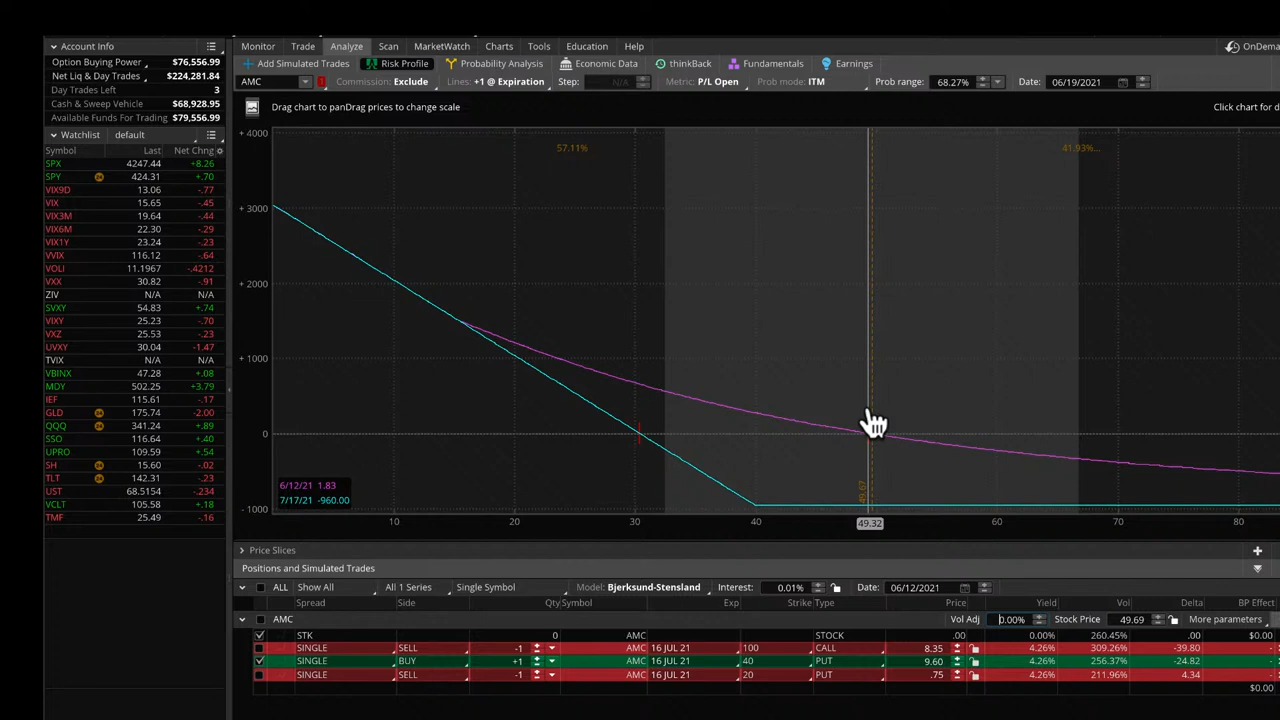 Account Info
Option Buying Power $76,556.99
Net Liq & Day Trades $224,281.84
Day Trades Left 3
Cash & Sweep Vehicle $68,928.95
Available Funds For Trading $79,556.99
Watchlist default
Symbol Last Net Chng
SPX 4247.44 +8.26
SPY 424.31 +.70
VIX9D 13.06 -.77
VIX 15.65 -.45
VIX3M 19.64 -.44
VIX6M 22.30 -.29
VIX1Y 23.24 -.23
VVIX 116.12 -.64
VOLI 11.1967 -.4212
VXX 30.82 -.91
ZIV N/A N/A
SVXY 54.83 +.74
VIXY 25.23 -.70
VXZ 25.53 -.23
UVXY 30.04 -1.47
TVIX N/A N/A
VBINX 47.28 +.08
MDY 502.25 +3.79
IEF 115.61 -.17
GLD 175.74 -2.00
QQQ 341.24 +.89
SSO 116.64 +.40
UPRO 109.59 +.54
SH 15.60 -.02
TLT 142.31 -.23
UST 68.5154 -.234
VCLT 105.58 +.18
TMF 25.49 -.16
Monitor Trade Analyze Scan MarketWatch Charts Tools Education Help OnDema
Add Simulated Trades Risk Profile Probability Analysis Economic Data thinkBack Fundamentals Earnings
AMC Commission: Exclude Lines: +1 @ Expiration Step: N/A Metric: P/L Open Prob mode: ITM Prob range: 68.27% Date: 06/19/2021
Drag chart to panDrag prices to change scale Click chart for d
+4000
57.11% 41.93%...
+3000
+2000
+1000
0
-1000
6/12/21 1.83
7/17/21 -960.00
49.67
10 20 30 40 49.32 60 70 80
Price Slices
Positions and Simulated Trades
ALL Show All All 1 Series Single Symbol Model: Bjerksund-Stensland Interest: 0.01% Date: 06/12/2021
Spread Side Qty Symbol Exp Strike Type Price Yield Vol Delta BP Effect
AMC Vol Adj 0.00% Stock Price 49.69 More parameters
STK 0 AMC STOCK .00 0.00% 260.45% .00 $0.00
SINGLE SELL -1 AMC 16 JUL 21 100 CALL 8.35 4.26% 309.26% -39.80 -
SINGLE BUY +1 AMC 16 JUL 21 40 PUT 9.60 4.26% 256.37% -24.82 -
SINGLE SELL -1 AMC 16 JUL 21 20 PUT .75 4.26% 211.96% 4.34 -
$0.00